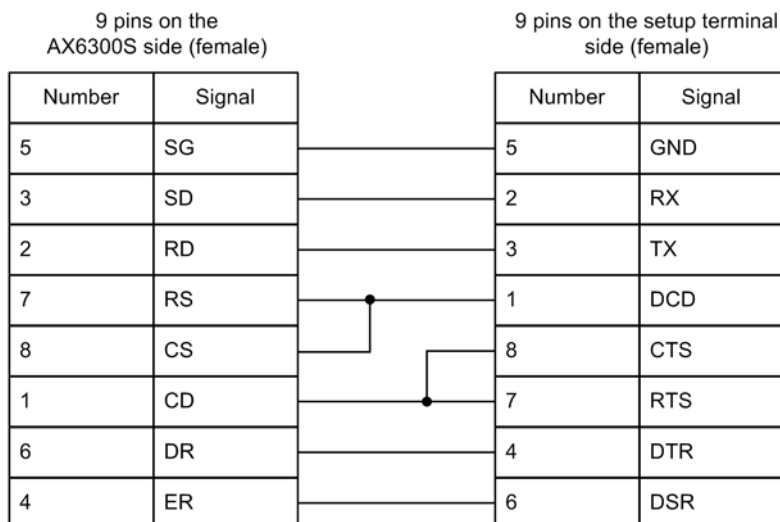 9 pins on the
AX6300S side (female)
9 pins on the setup terminal
side (female)
Number Signal Number Signal
5 SG 5 GND
3 SD 2 RX
2 RD 3 TX
7 RS 1 DCD
8 CS 8 CTS
1 CD 7 RTS
6 DR 4 DTR
4 ER 6 DSR